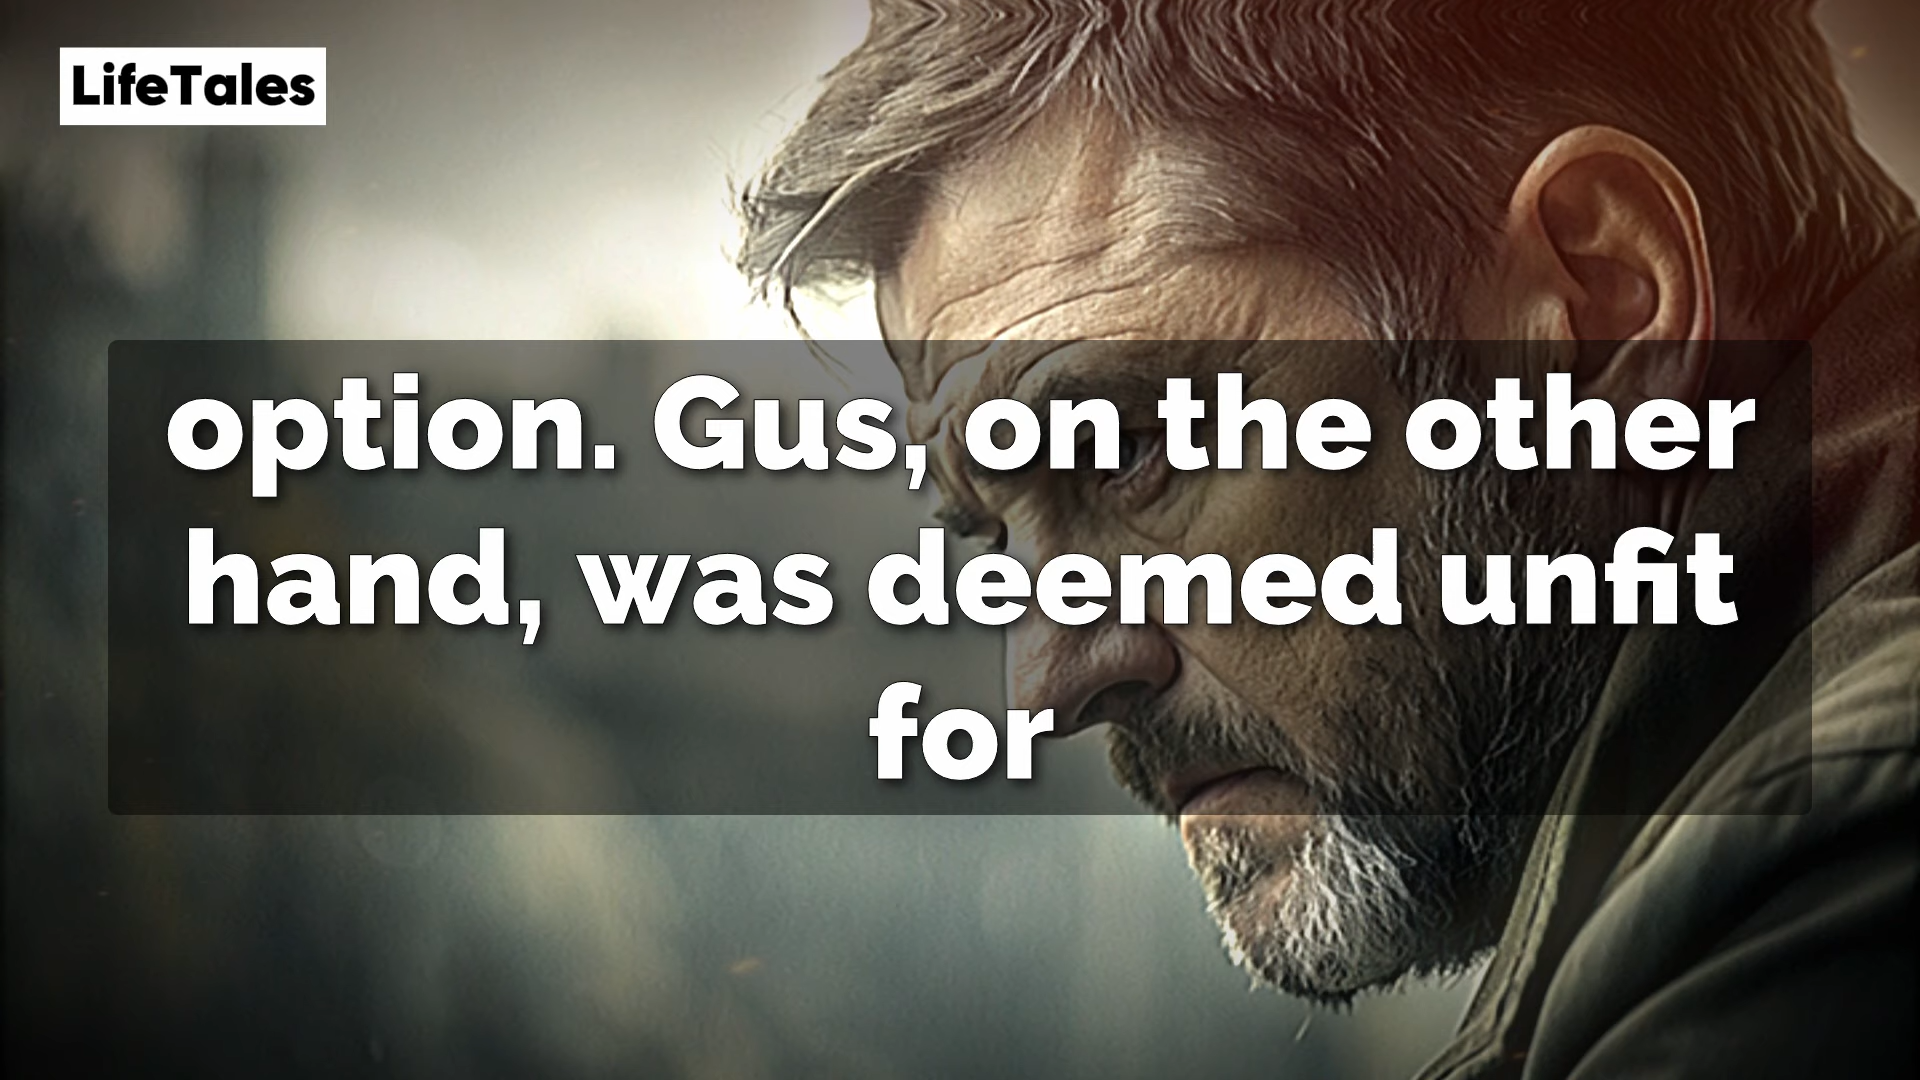 LifeTales
option. Gus, on the other
hand, was deemed unfit
for